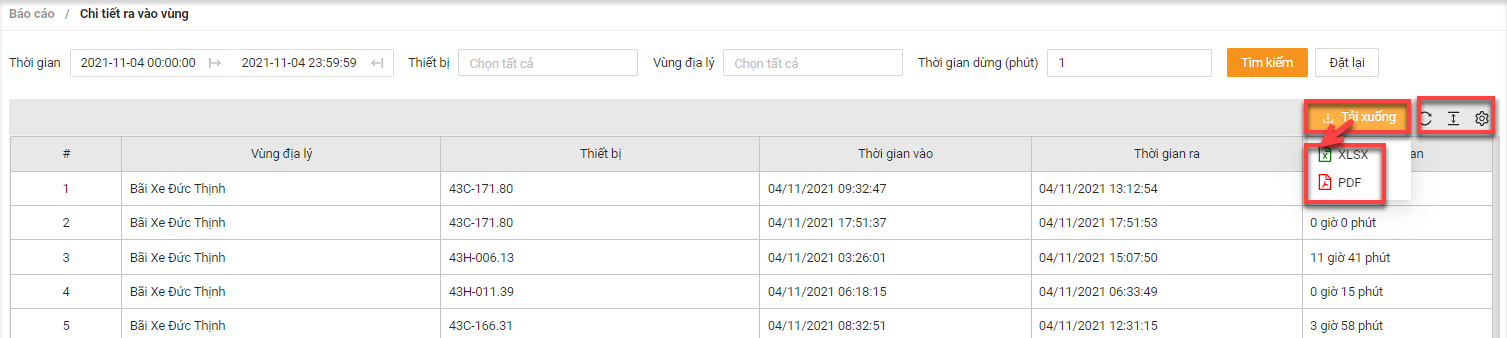 Báo cáo / Chi tiết ra vào vùng
Thời gian 2021-11-04 00:00:00 2021-11-04 23:59:59 Thiết bị Chọn tất cả Vùng địa lý Chọn tất cả Thời gian dừng (phút) 1 Tìm kiếm Đặt lại
Tải xuống
# Vùng địa lý Thiết bị Thời gian vào Thời gian ra
XLSX
PDF
1 Bãi Xe Đức Thịnh 43C-171.80 04/11/2021 09:32:47 04/11/2021 13:12:54
2 Bãi Xe Đức Thịnh 43C-171.80 04/11/2021 17:51:37 04/11/2021 17:51:53 0 giờ 0 phút
3 Bãi Xe Đức Thịnh 43H-006.13 04/11/2021 03:26:01 04/11/2021 15:07:50 11 giờ 41 phút
4 Bãi Xe Đức Thịnh 43H-011.39 04/11/2021 06:18:15 04/11/2021 06:33:49 0 giờ 15 phút
5 Bãi Xe Đức Thịnh 43C-166.31 04/11/2021 08:32:51 04/11/2021 12:31:15 3 giờ 58 phút